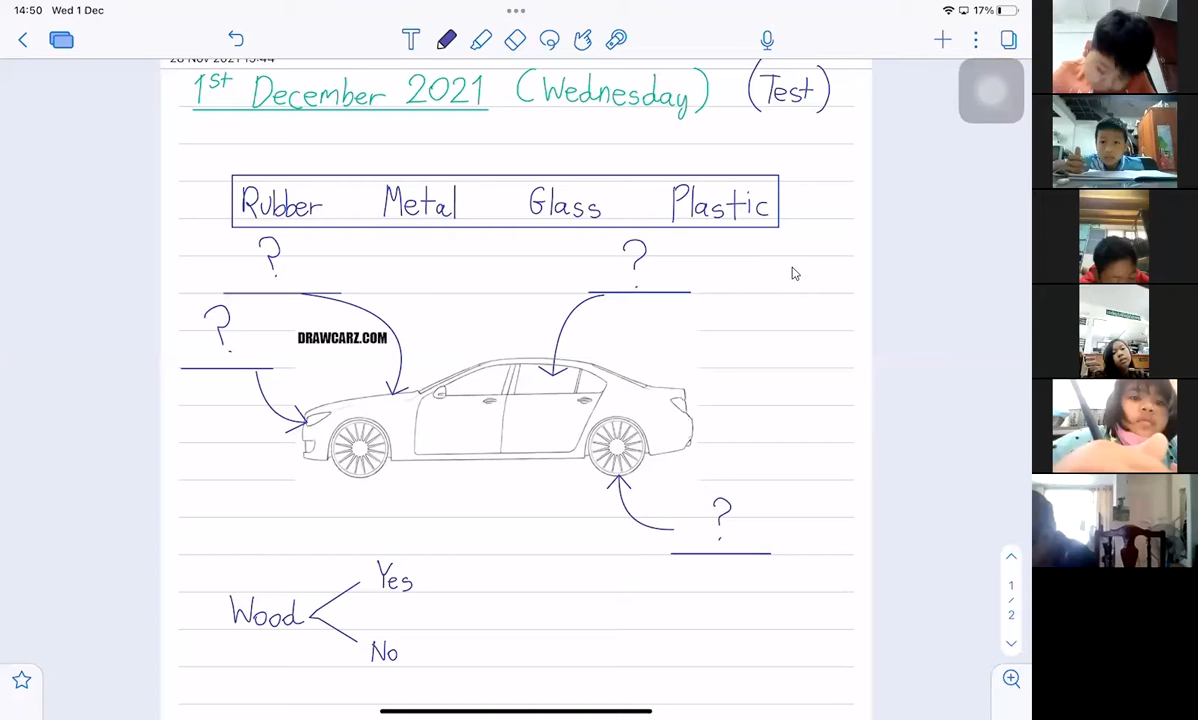 14:50 Wed 1 Dec
17%
1st December 2021 (Wednesday) (Test)
Rubber Metal Glass Plastic
? ?
?
DRAWCARZ.COM
?
Yes
Wood
No
1
/
2